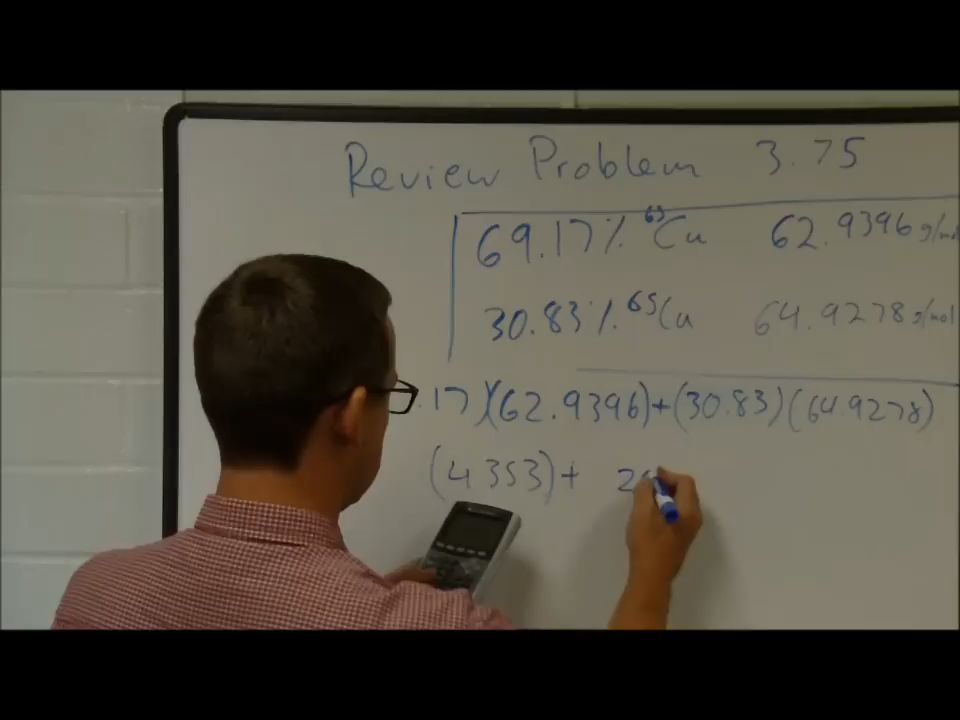 Review Problem 3.75
69.17% 63Cu 62.9396 g/mol
30.83% 65Cu 64.9278 g/mol
.17)(62.9396)+(30.83)(64.9278)
(4353)+ 2